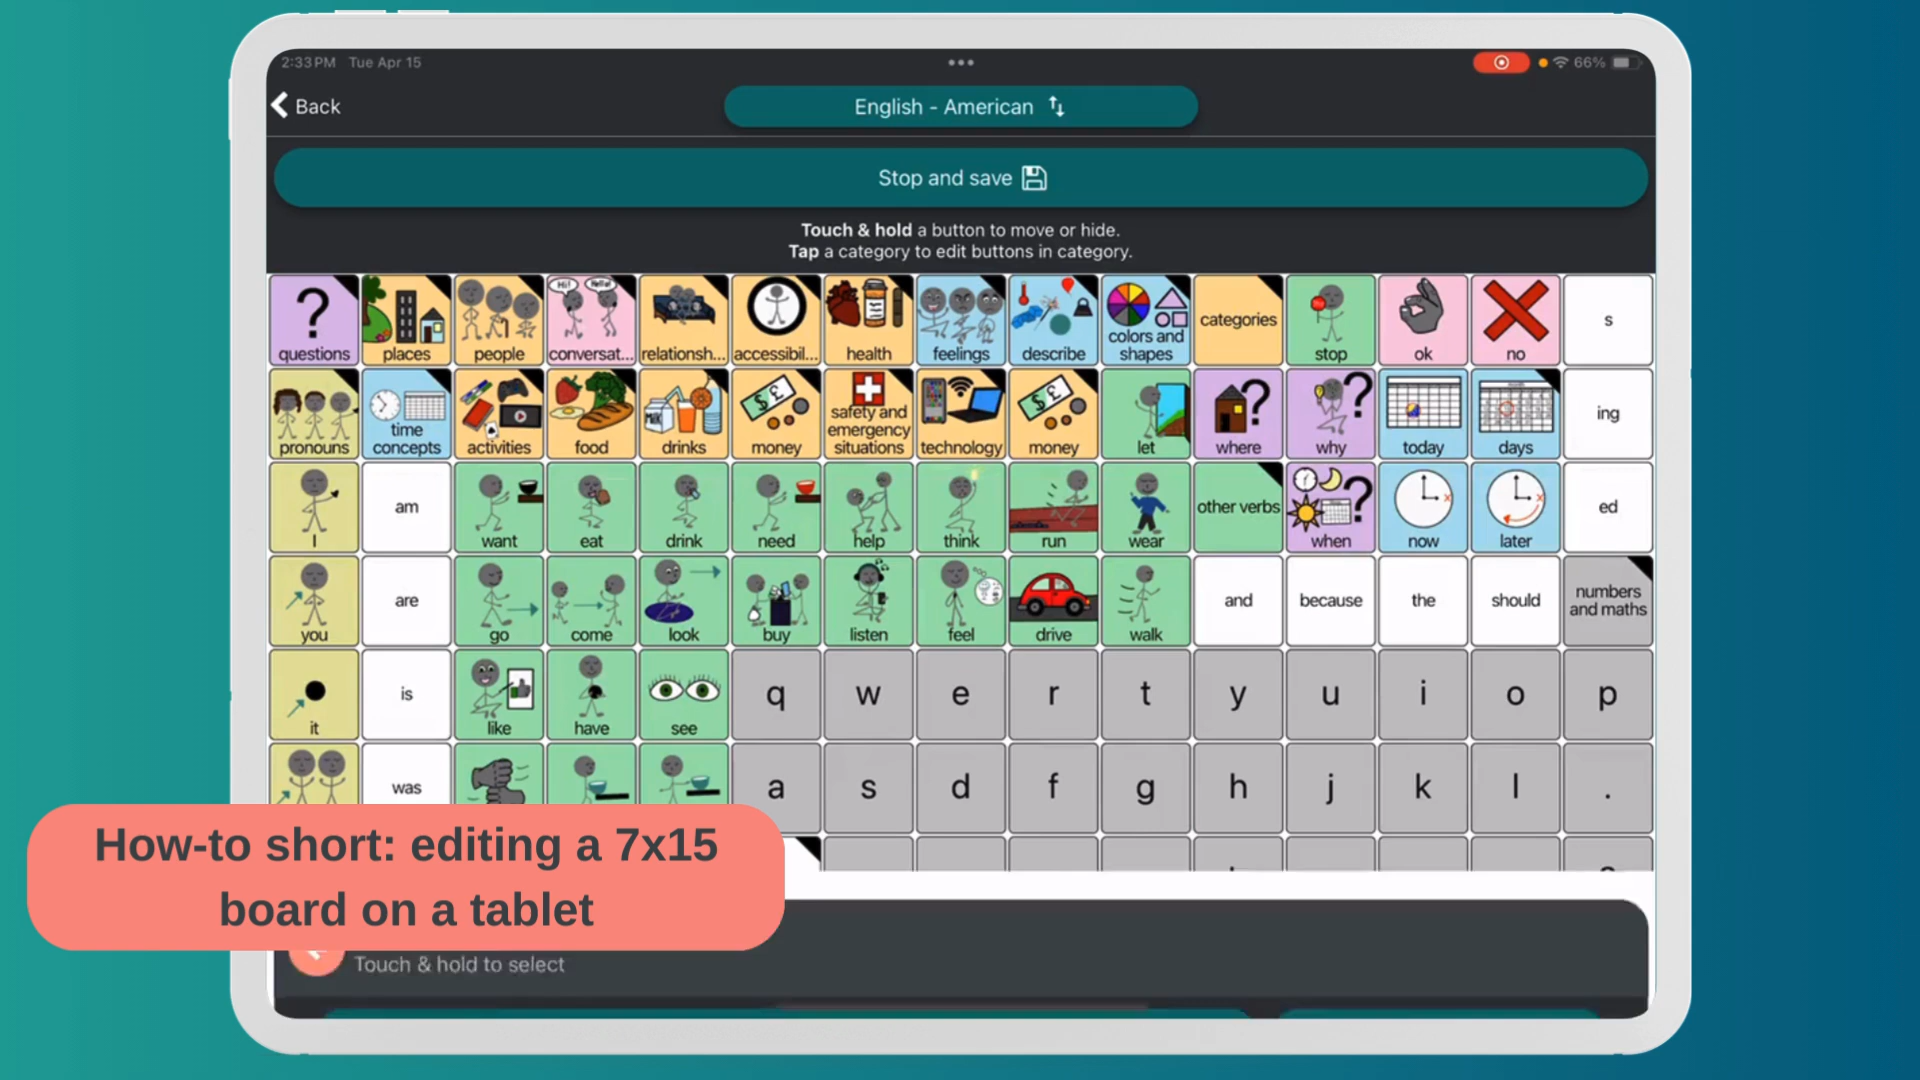 2:33 PM Tue Apr 15
66%
Back
English - American
Stop and save
Touch & hold a button to move or hide.
Tap a category to edit buttons in category.
Hi! Hello!
questions places people conversat... relationsh... accessibil... health feelings describe colors and shapes categories stop ok no s
pronouns time concepts activities food drinks money safety and emergency situations technology money let where why today days ing
I am want eat drink need help think run wear other verbs when now later ed
you are go come look buy listen feel drive walk and because the should numbers and maths
it is like have see q w e r t y u i o p
was a s d f g h j k l .
How-to short: editing a 7x15
board on a tablet
Touch & hold to select